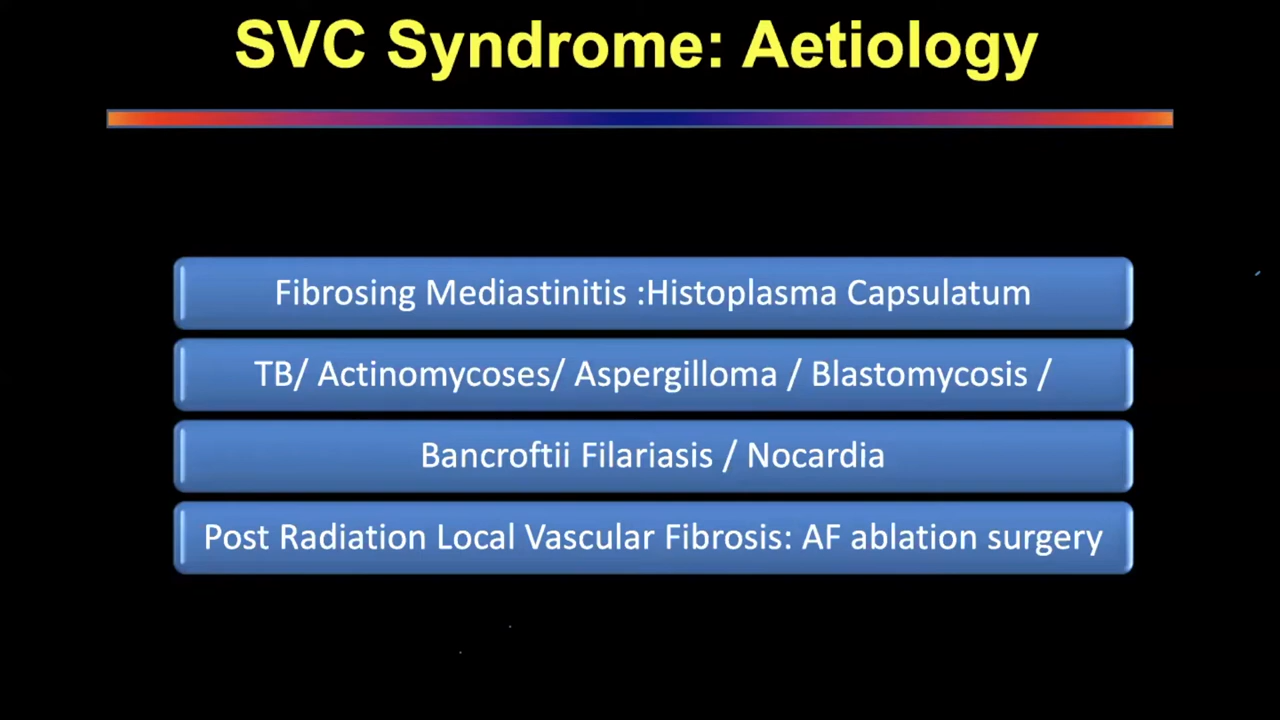 SVC Syndrome: Aetiology
Fibrosing Mediastinitis :Histoplasma Capsulatum
TB/ Actinomycoses/ Aspergilloma / Blastomycosis /
Bancroftii Filariasis / Nocardia
Post Radiation Local Vascular Fibrosis: AF ablation surgery